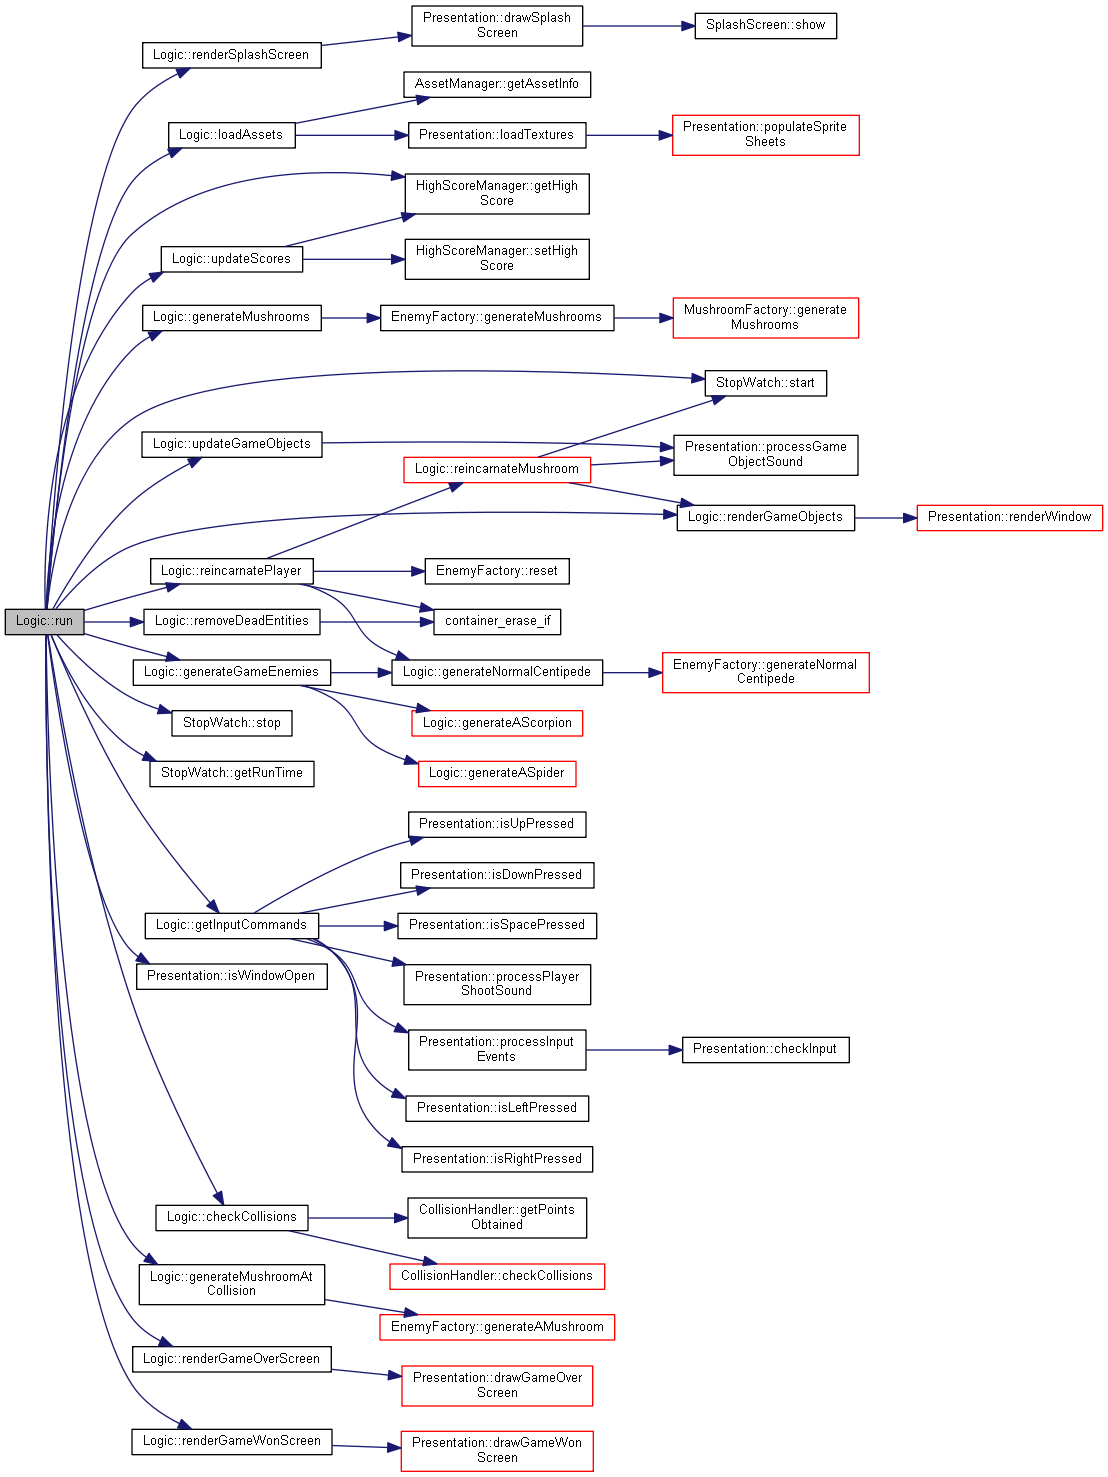 Presentation::drawSplash
Screen
SplashScreen::show
Logic::renderSplashScreen
AssetManager::getAssetInfo
Logic::loadAssets
Presentation::loadTextures
Presentation::populateSprite
Sheets
HighScoreManager::getHigh
Score
Logic::updateScores
HighScoreManager::setHigh
Score
Logic::generateMushrooms
EnemyFactory::generateMushrooms
MushroomFactory::generate
Mushrooms
StopWatch::start
Logic::updateGameObjects
Presentation::processGame
ObjectSound
Logic::reincarnateMushroom
Logic::renderGameObjects
Presentation::renderWindow
Logic::reincarnatePlayer
EnemyFactory::reset
Logic::run
Logic::removeDeadEntities
container_erase_if
Logic::generateGameEnemies
Logic::generateNormalCentipede
EnemyFactory::generateNormal
Centipede
StopWatch::stop
Logic::generateAScorpion
StopWatch::getRunTime
Logic::generateASpider
Presentation::isUpPressed
Presentation::isDownPressed
Logic::getInputCommands
Presentation::isSpacePressed
Presentation::isWindowOpen
Presentation::processPlayer
ShootSound
Presentation::processInput
Events
Presentation::checkInput
Presentation::isLeftPressed
Presentation::isRightPressed
Logic::checkCollisions
CollisionHandler::getPoints
Obtained
CollisionHandler::checkCollisions
Logic::generateMushroomAt
Collision
EnemyFactory::generateAMushroom
Logic::renderGameOverScreen
Presentation::drawGameOver
Screen
Logic::renderGameWonScreen
Presentation::drawGameWon
Screen